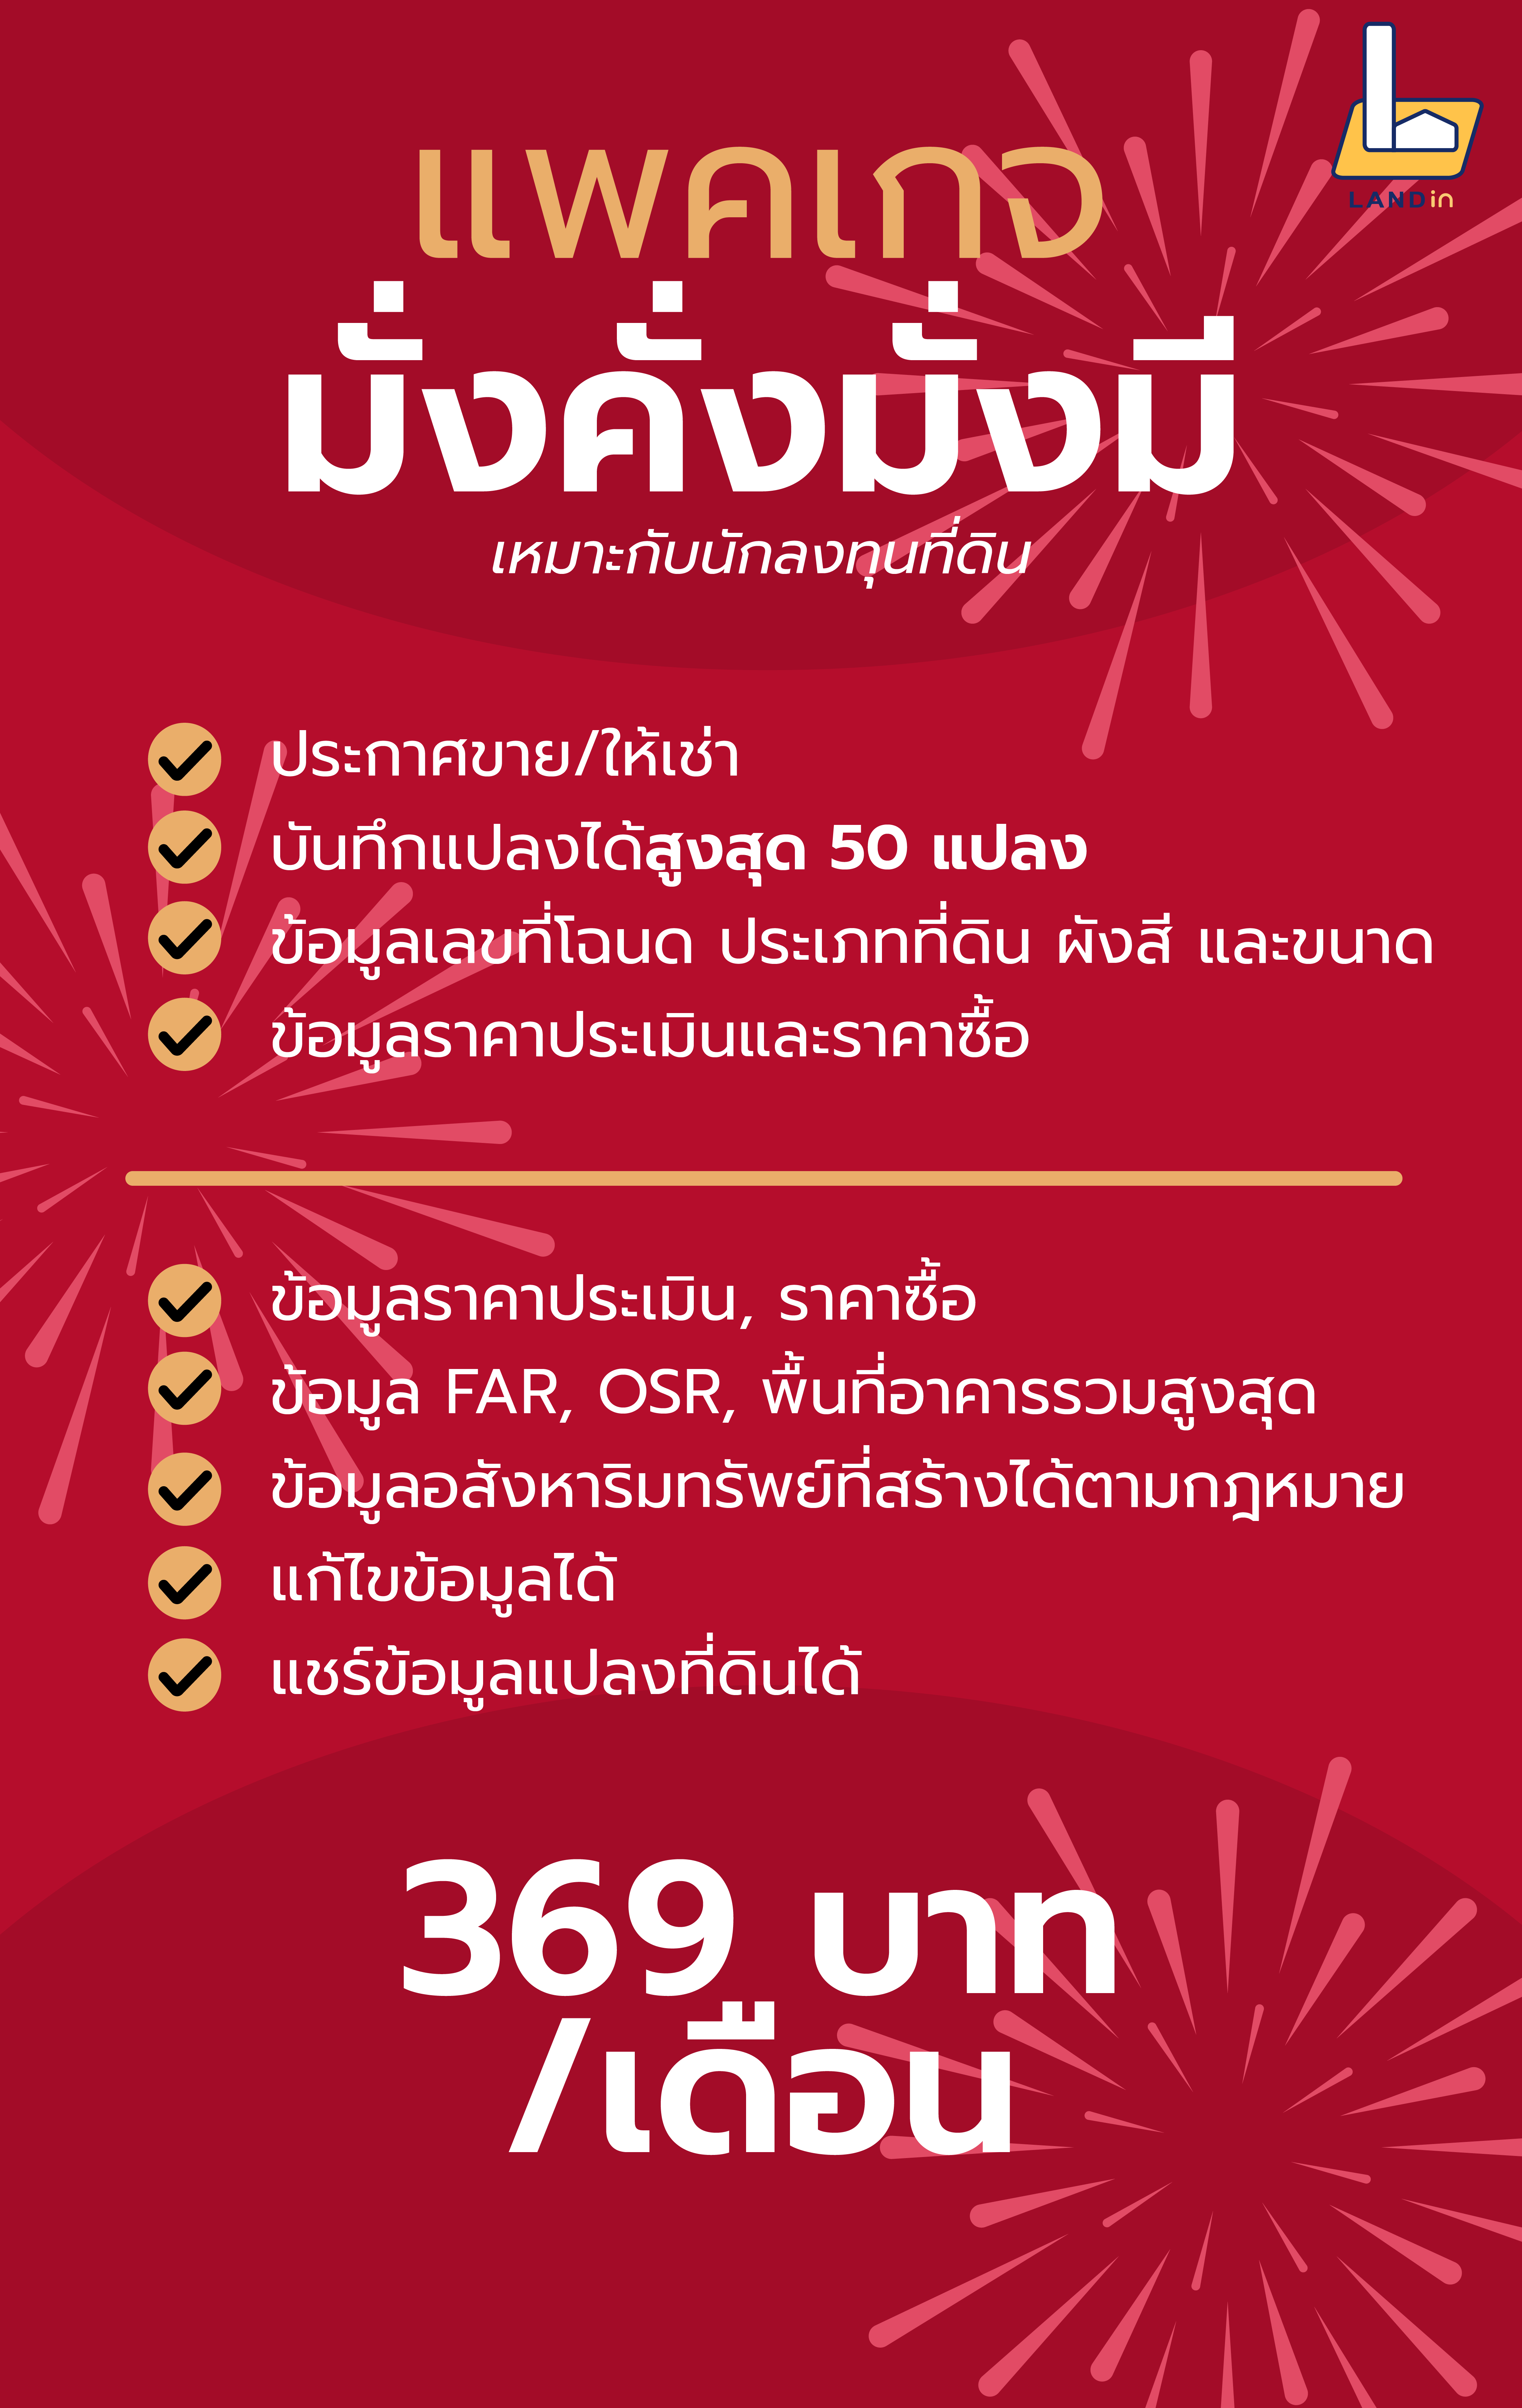 LANDin
แพคเกจ
มั่งคั่งมั่งมี
เหมาะกับนักลงทุนที่ดิน
ประกาศขาย/ให้เช่า
บันทึกแปลงได้สูงสุด 50 แปลง
ข้อมูลเลขที่โฉนด ประเภทที่ดิน ผังสี และขนาด
ข้อมูลราคาประเมินและราคาซื้อ
ข้อมูลราคาประเมิน, ราคาซื้อ
ข้อมูล FAR, OSR, พื้นที่อาคารรวมสูงสุด
ข้อมูลอสังหาริมทรัพย์ที่สร้างได้ตามกฎหมาย
แก้ไขข้อมูลได้
แชร์ข้อมูลแปลงที่ดินได้
369 บาท
/เดือน